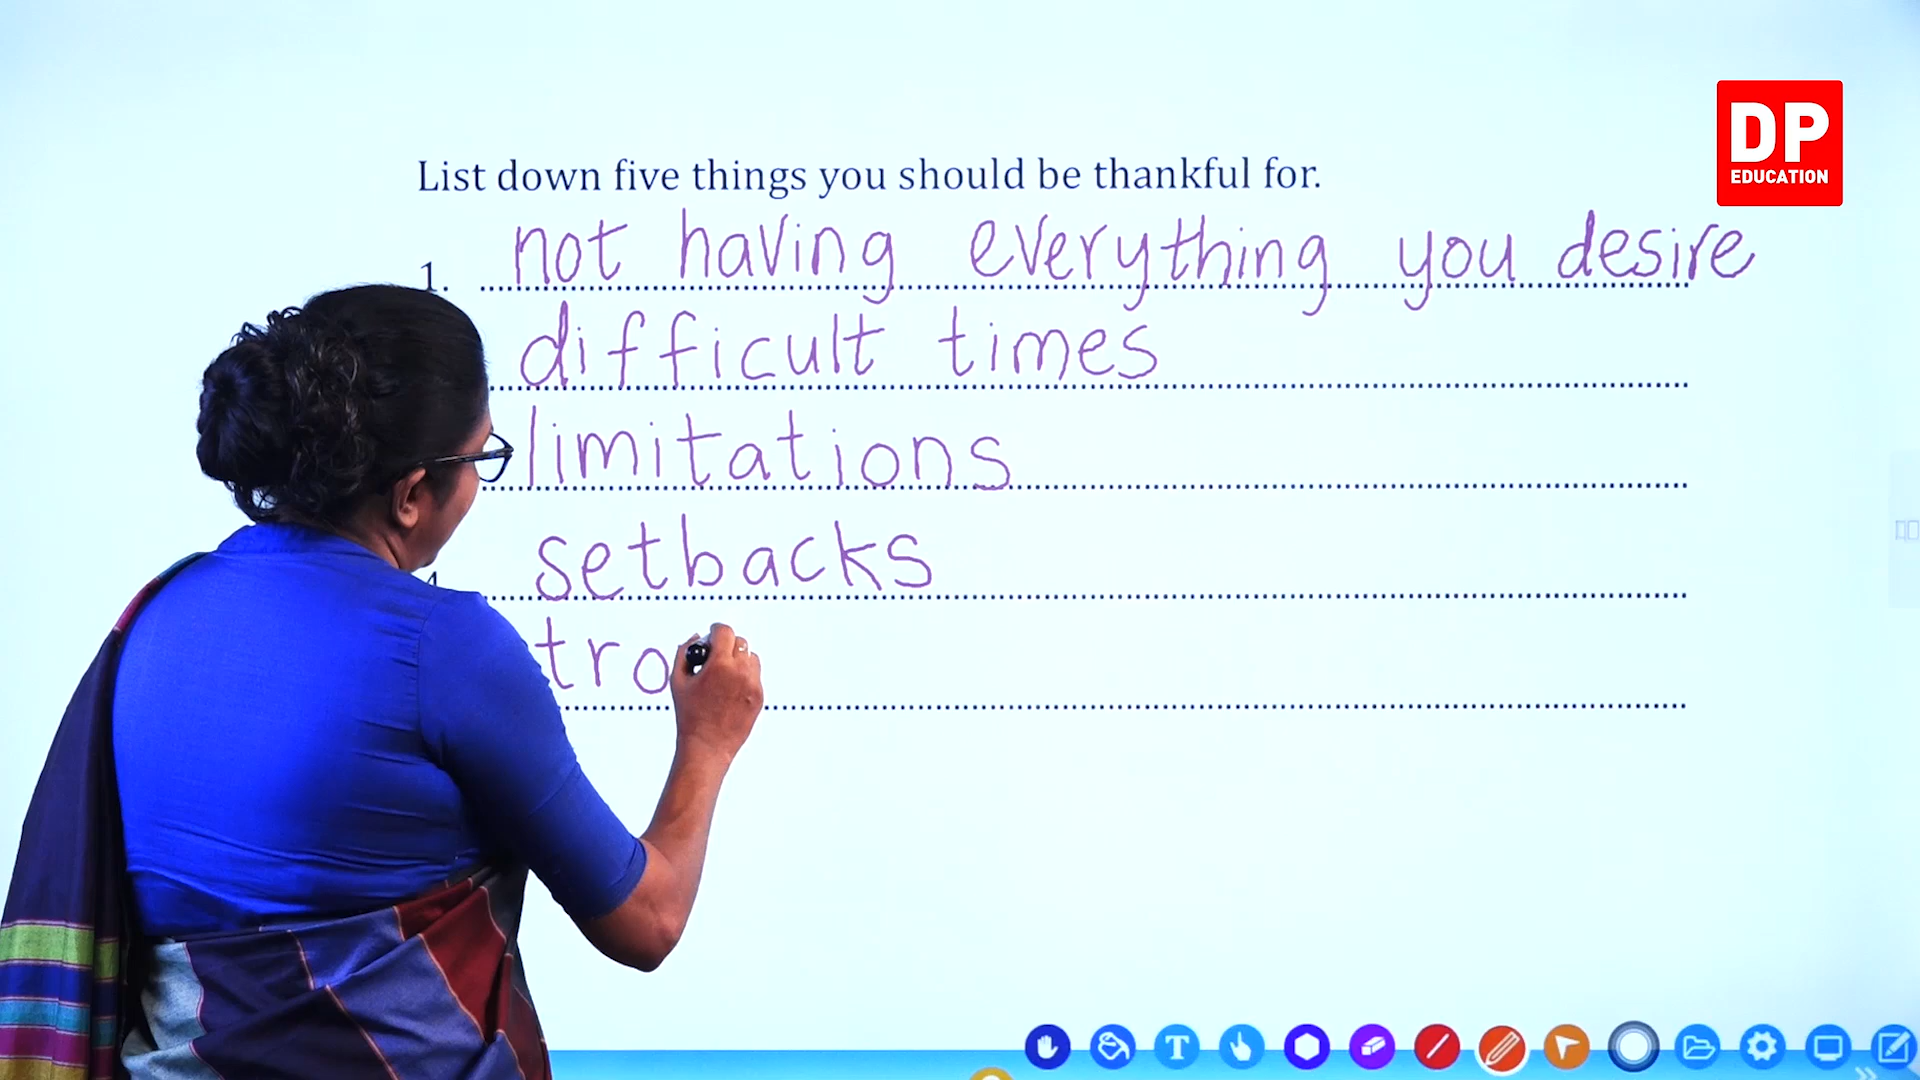 DP
EDUCATION
List down five things you should be thankful for.
1. not having everything you desire
difficult times
limitations
4. setbacks
tro